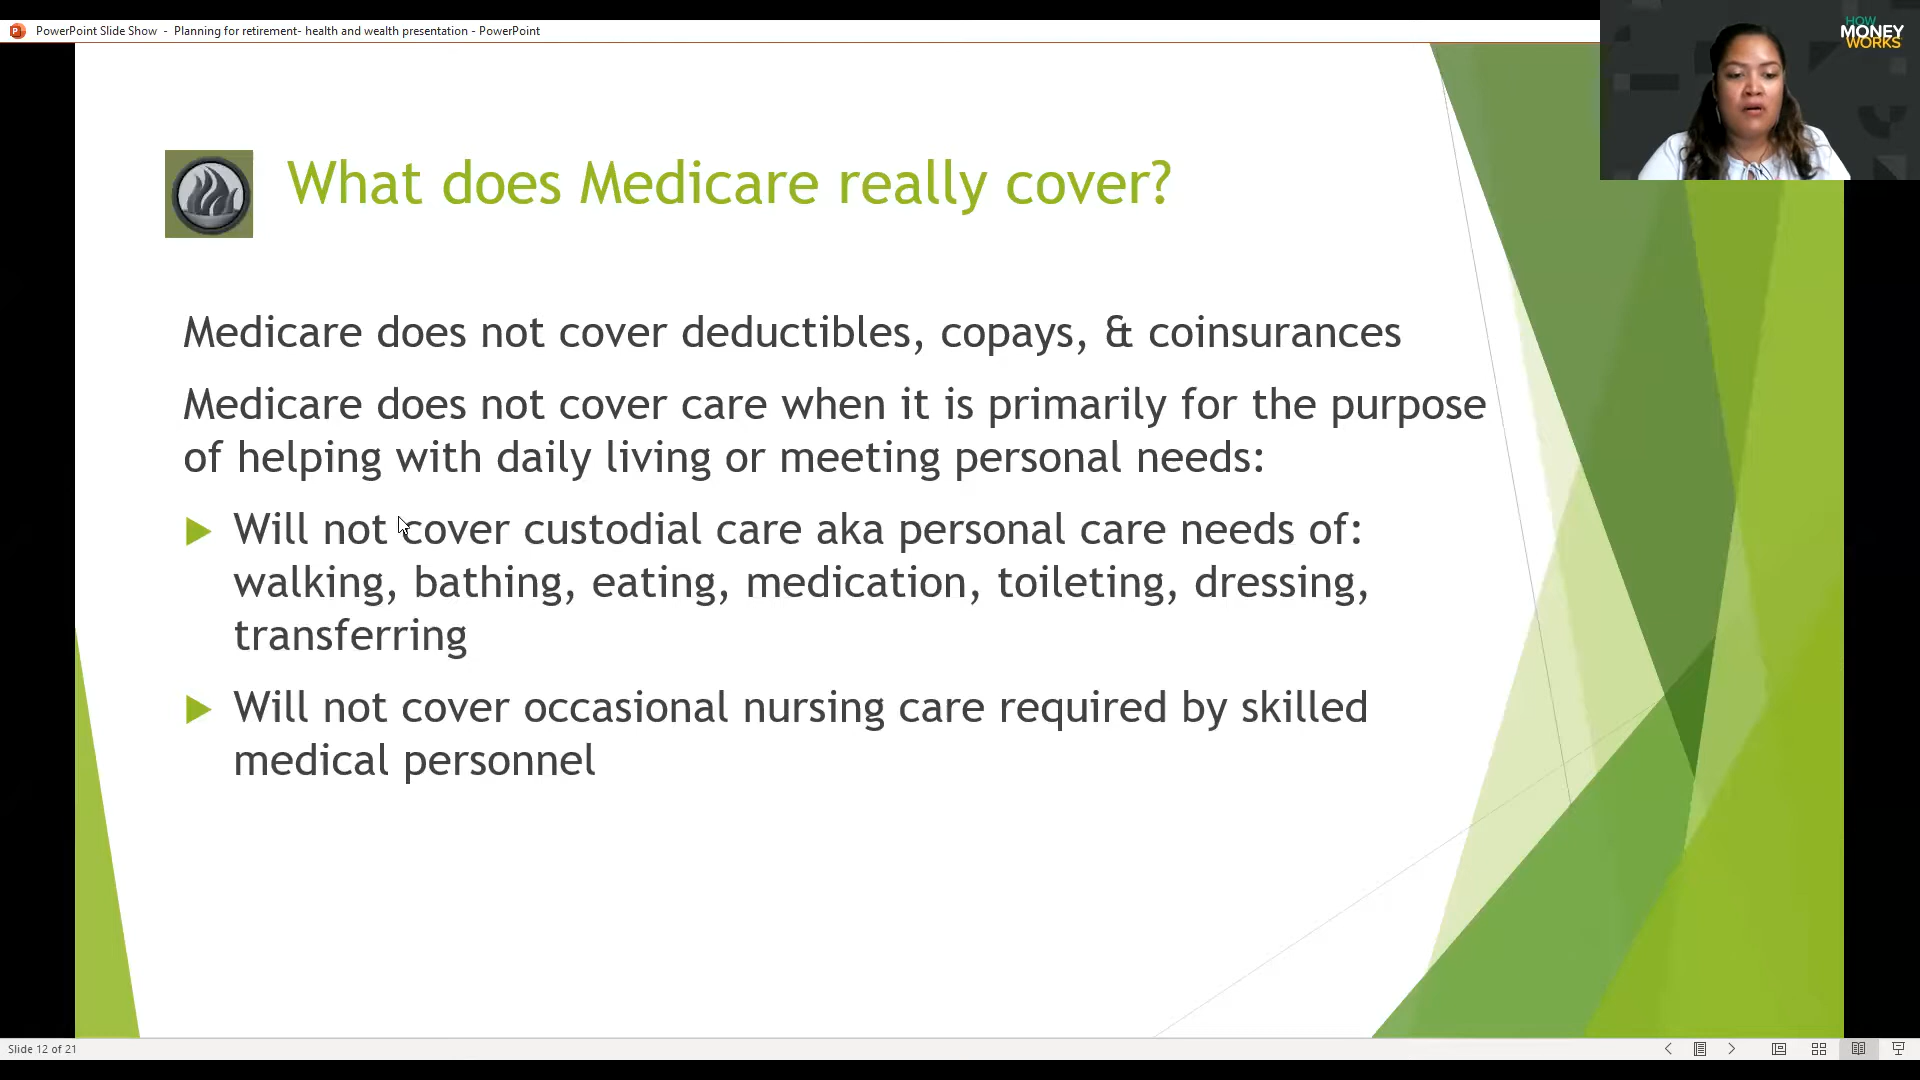 PowerPoint Slide Show - Planning for retirement- health and wealth presentation - PowerPoint
HOW
MONEY
WORKS
What does Medicare really cover?
Medicare does not cover deductibles, copays, & coinsurances
Medicare does not cover care when it is primarily for the purpose
of helping with daily living or meeting personal needs:
Will not cover custodial care aka personal care needs of:
walking, bathing, eating, medication, toileting, dressing,
transferring
Will not cover occasional nursing care required by skilled
medical personnel
Slide 12 of 21